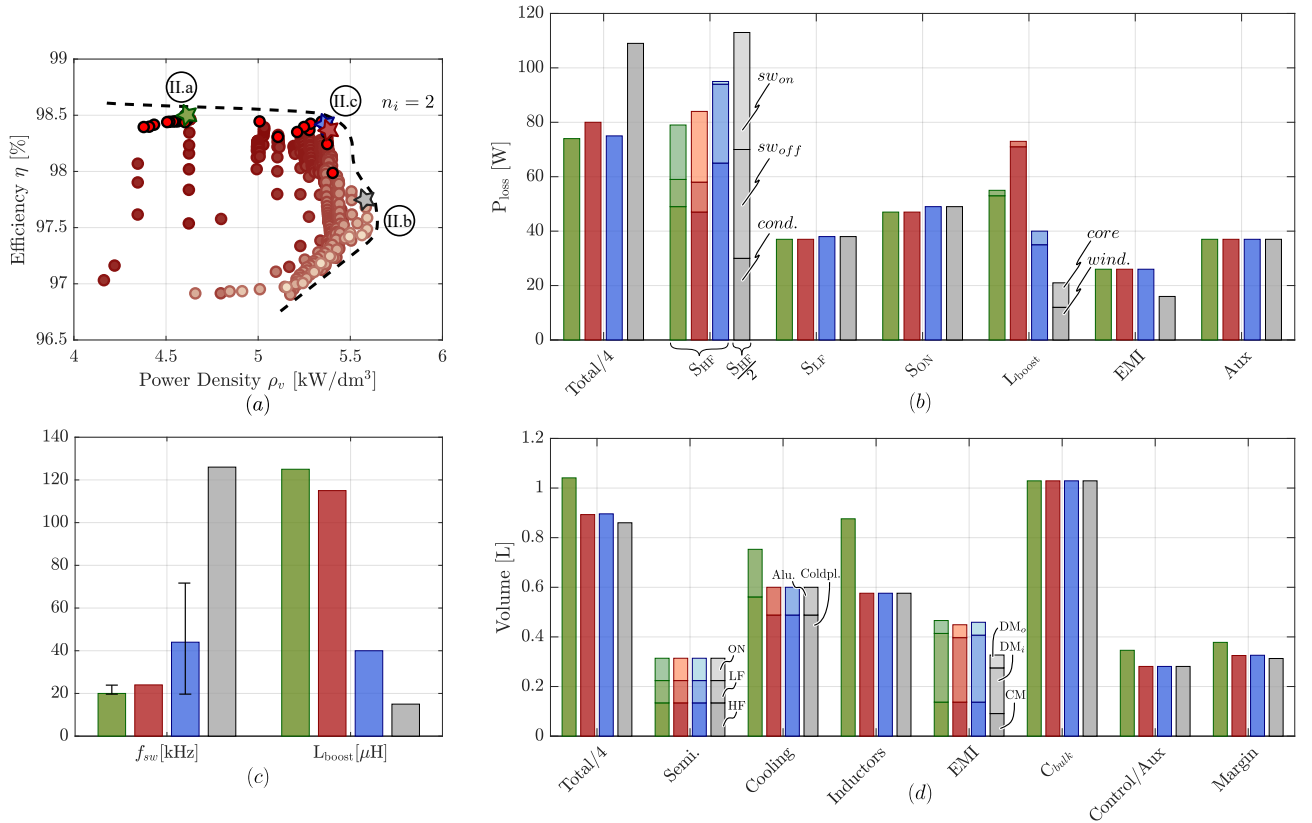 99
98.5
98
97.5
97
96.5
4
4.5
5
5.5
6
Efficiency η [%]
Power Density ρᵥ [kW/dm³]
II.a
II.c
II.b
nᵢ = 2
(a)
120
100
80
60
40
20
0
P_loss [W]
sw_on
sw_off
cond.
core
wind.
Total/4
S_HF
S_HF/2
S_LF
S_ON
L_boost
EMI
Aux
(b)
140
120
100
80
60
40
20
0
f_sw[kHz]
L_boost[μH]
(c)
1.2
1
0.8
0.6
0.4
0.2
0
Volume [L]
ON
LF
HF
Alu.
Coldpl.
DM_o
DM_i
CM
Total/4
Semi.
Cooling
Inductors
EMI
C_bulk
Control/Aux
Margin
(d)